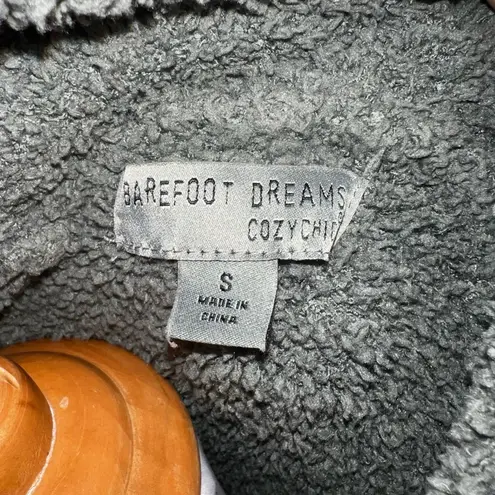 BAREFOOT DREAMS
COZYCHIC
S
MADE IN
CHINA